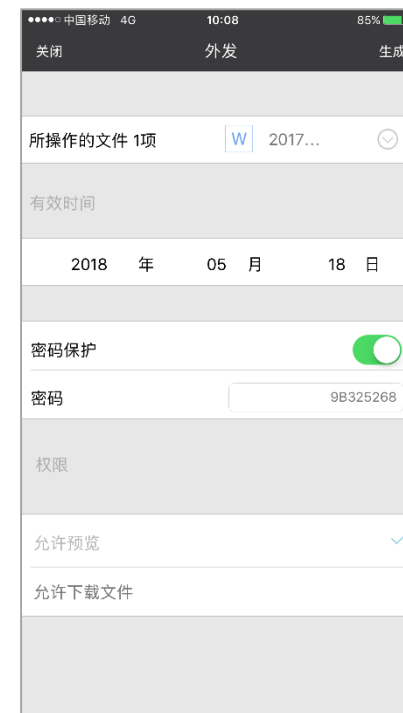 中国移动 4G 10:08 85%
关闭 外发 生成
所操作的文件 1项 W 2017...
有效时间
2018 年 05 月 18 日
密码保护
密码 9B325268
权限
允许预览
允许下载文件